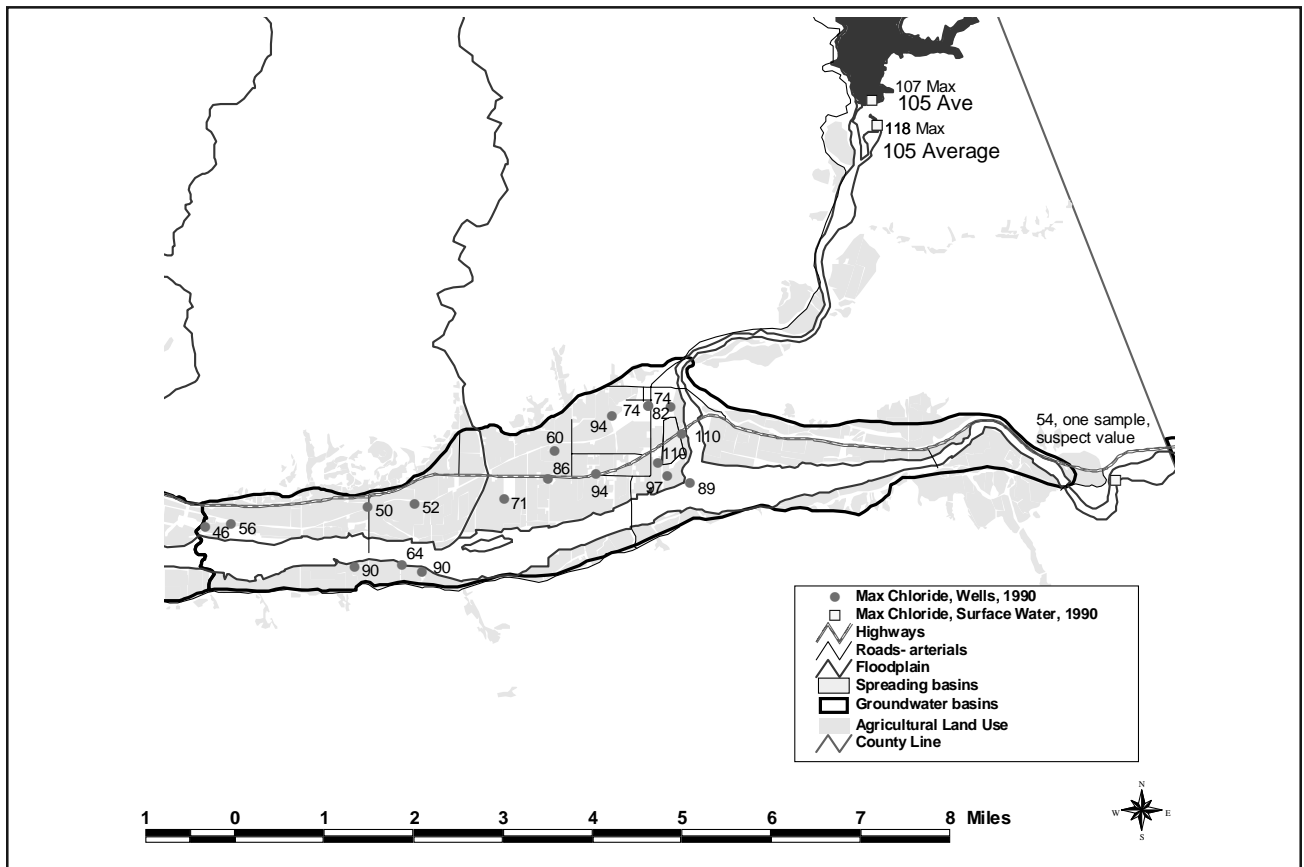 107 Max
105 Ave
118 Max
105 Average
54, one sample,
suspect value
74
74
82
94
110
60
110
86
94
97
89
71
50
52
46
56
64
90
90
Max Chloride, Wells, 1990
Max Chloride, Surface Water, 1990
Highways
Roads- arterials
Floodplain
Spreading basins
Groundwater basins
Agricultural Land Use
County Line
1 0 1 2 3 4 5 6 7 8 Miles
N
W E
S